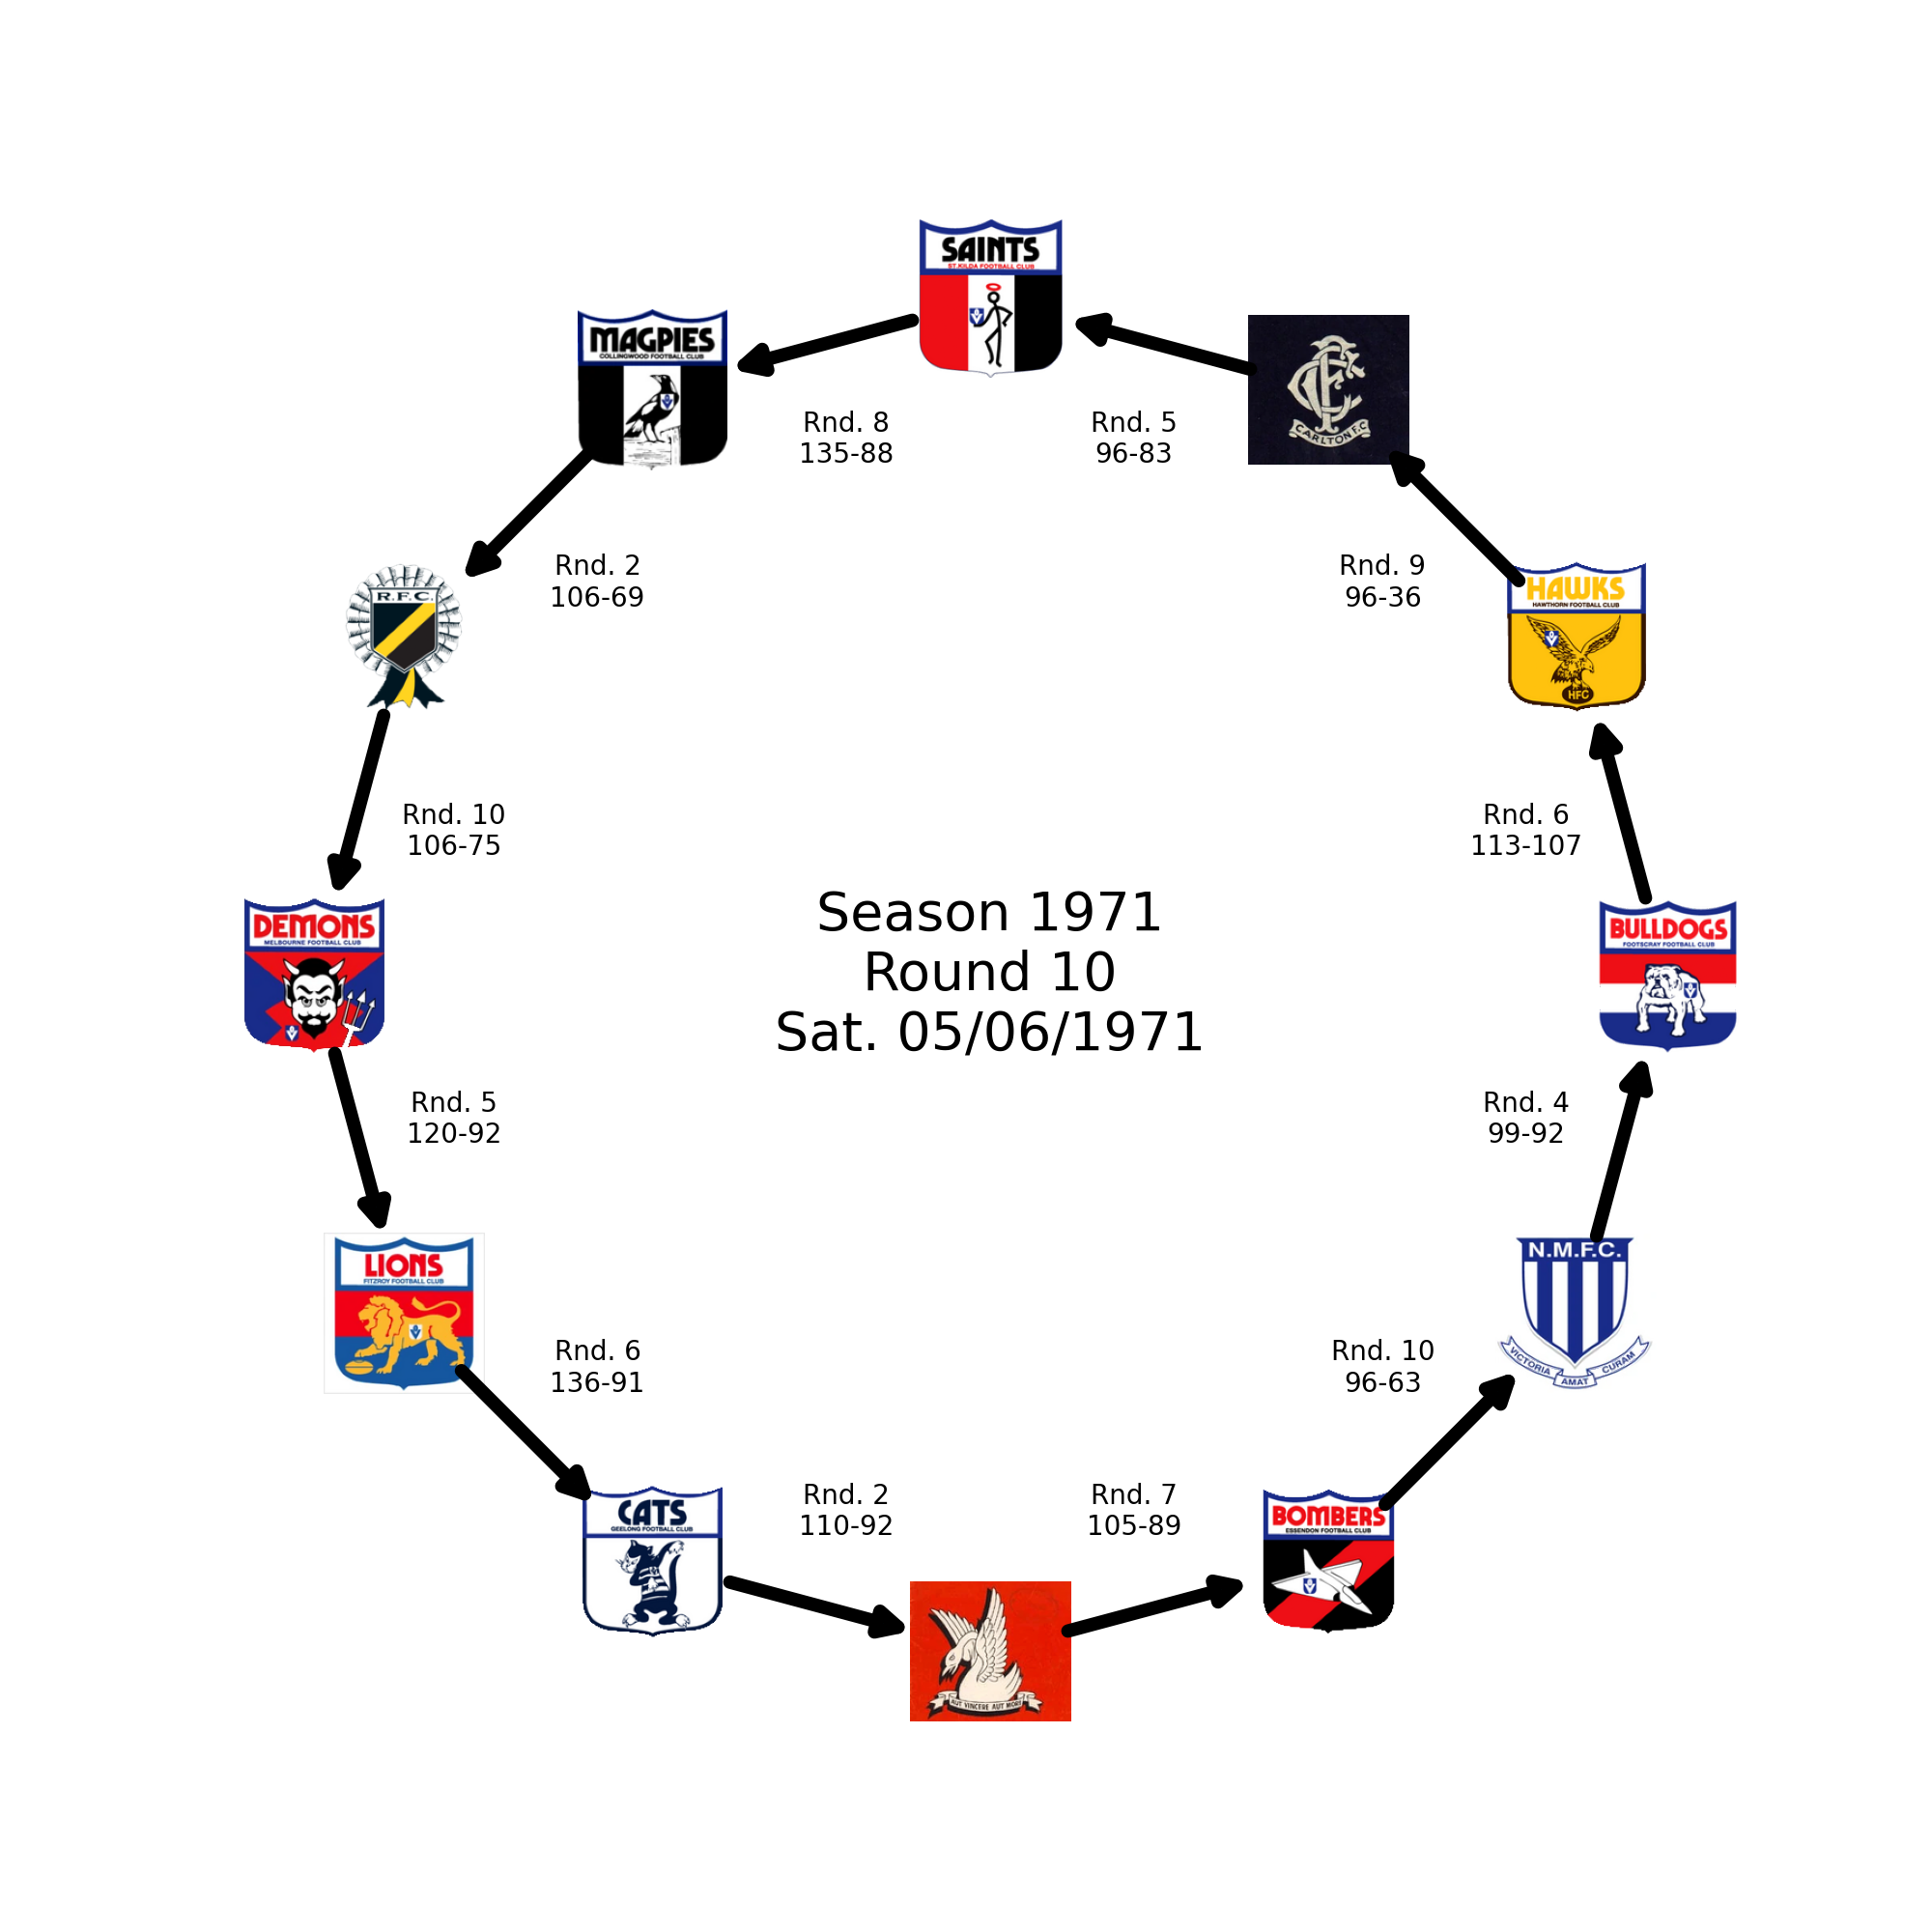 SAINTS
ST.KILDA FOOTBALL CLUB
MAGPIES
COLLINGWOOD FOOTBALL CLUB
CARLTON F.C
Rnd. 8
135-88
Rnd. 5
96-83
Rnd. 2
106-69
Rnd. 9
96-36
R.F.C.
HAWKS
HAWTHORN FOOTBALL CLUB
HFC
Rnd. 10
106-75
Rnd. 6
113-107
DEMONS
MELBOURNE FOOTBALL CLUB
Season 1971
Round 10
Sat. 05/06/1971
BULLDOGS
FOOTSCRAY FOOTBALL CLUB
Rnd. 5
120-92
Rnd. 4
99-92
LIONS
FITZROY FOOTBALL CLUB
N.M.F.C.
VICTORIA AMAT CURAM
Rnd. 6
136-91
Rnd. 10
96-63
CATS
GEELONG FOOTBALL CLUB
Rnd. 2
110-92
Rnd. 7
105-89
BOMBERS
ESSENDON FOOTBALL CLUB
AUT VINCERE AUT MORI